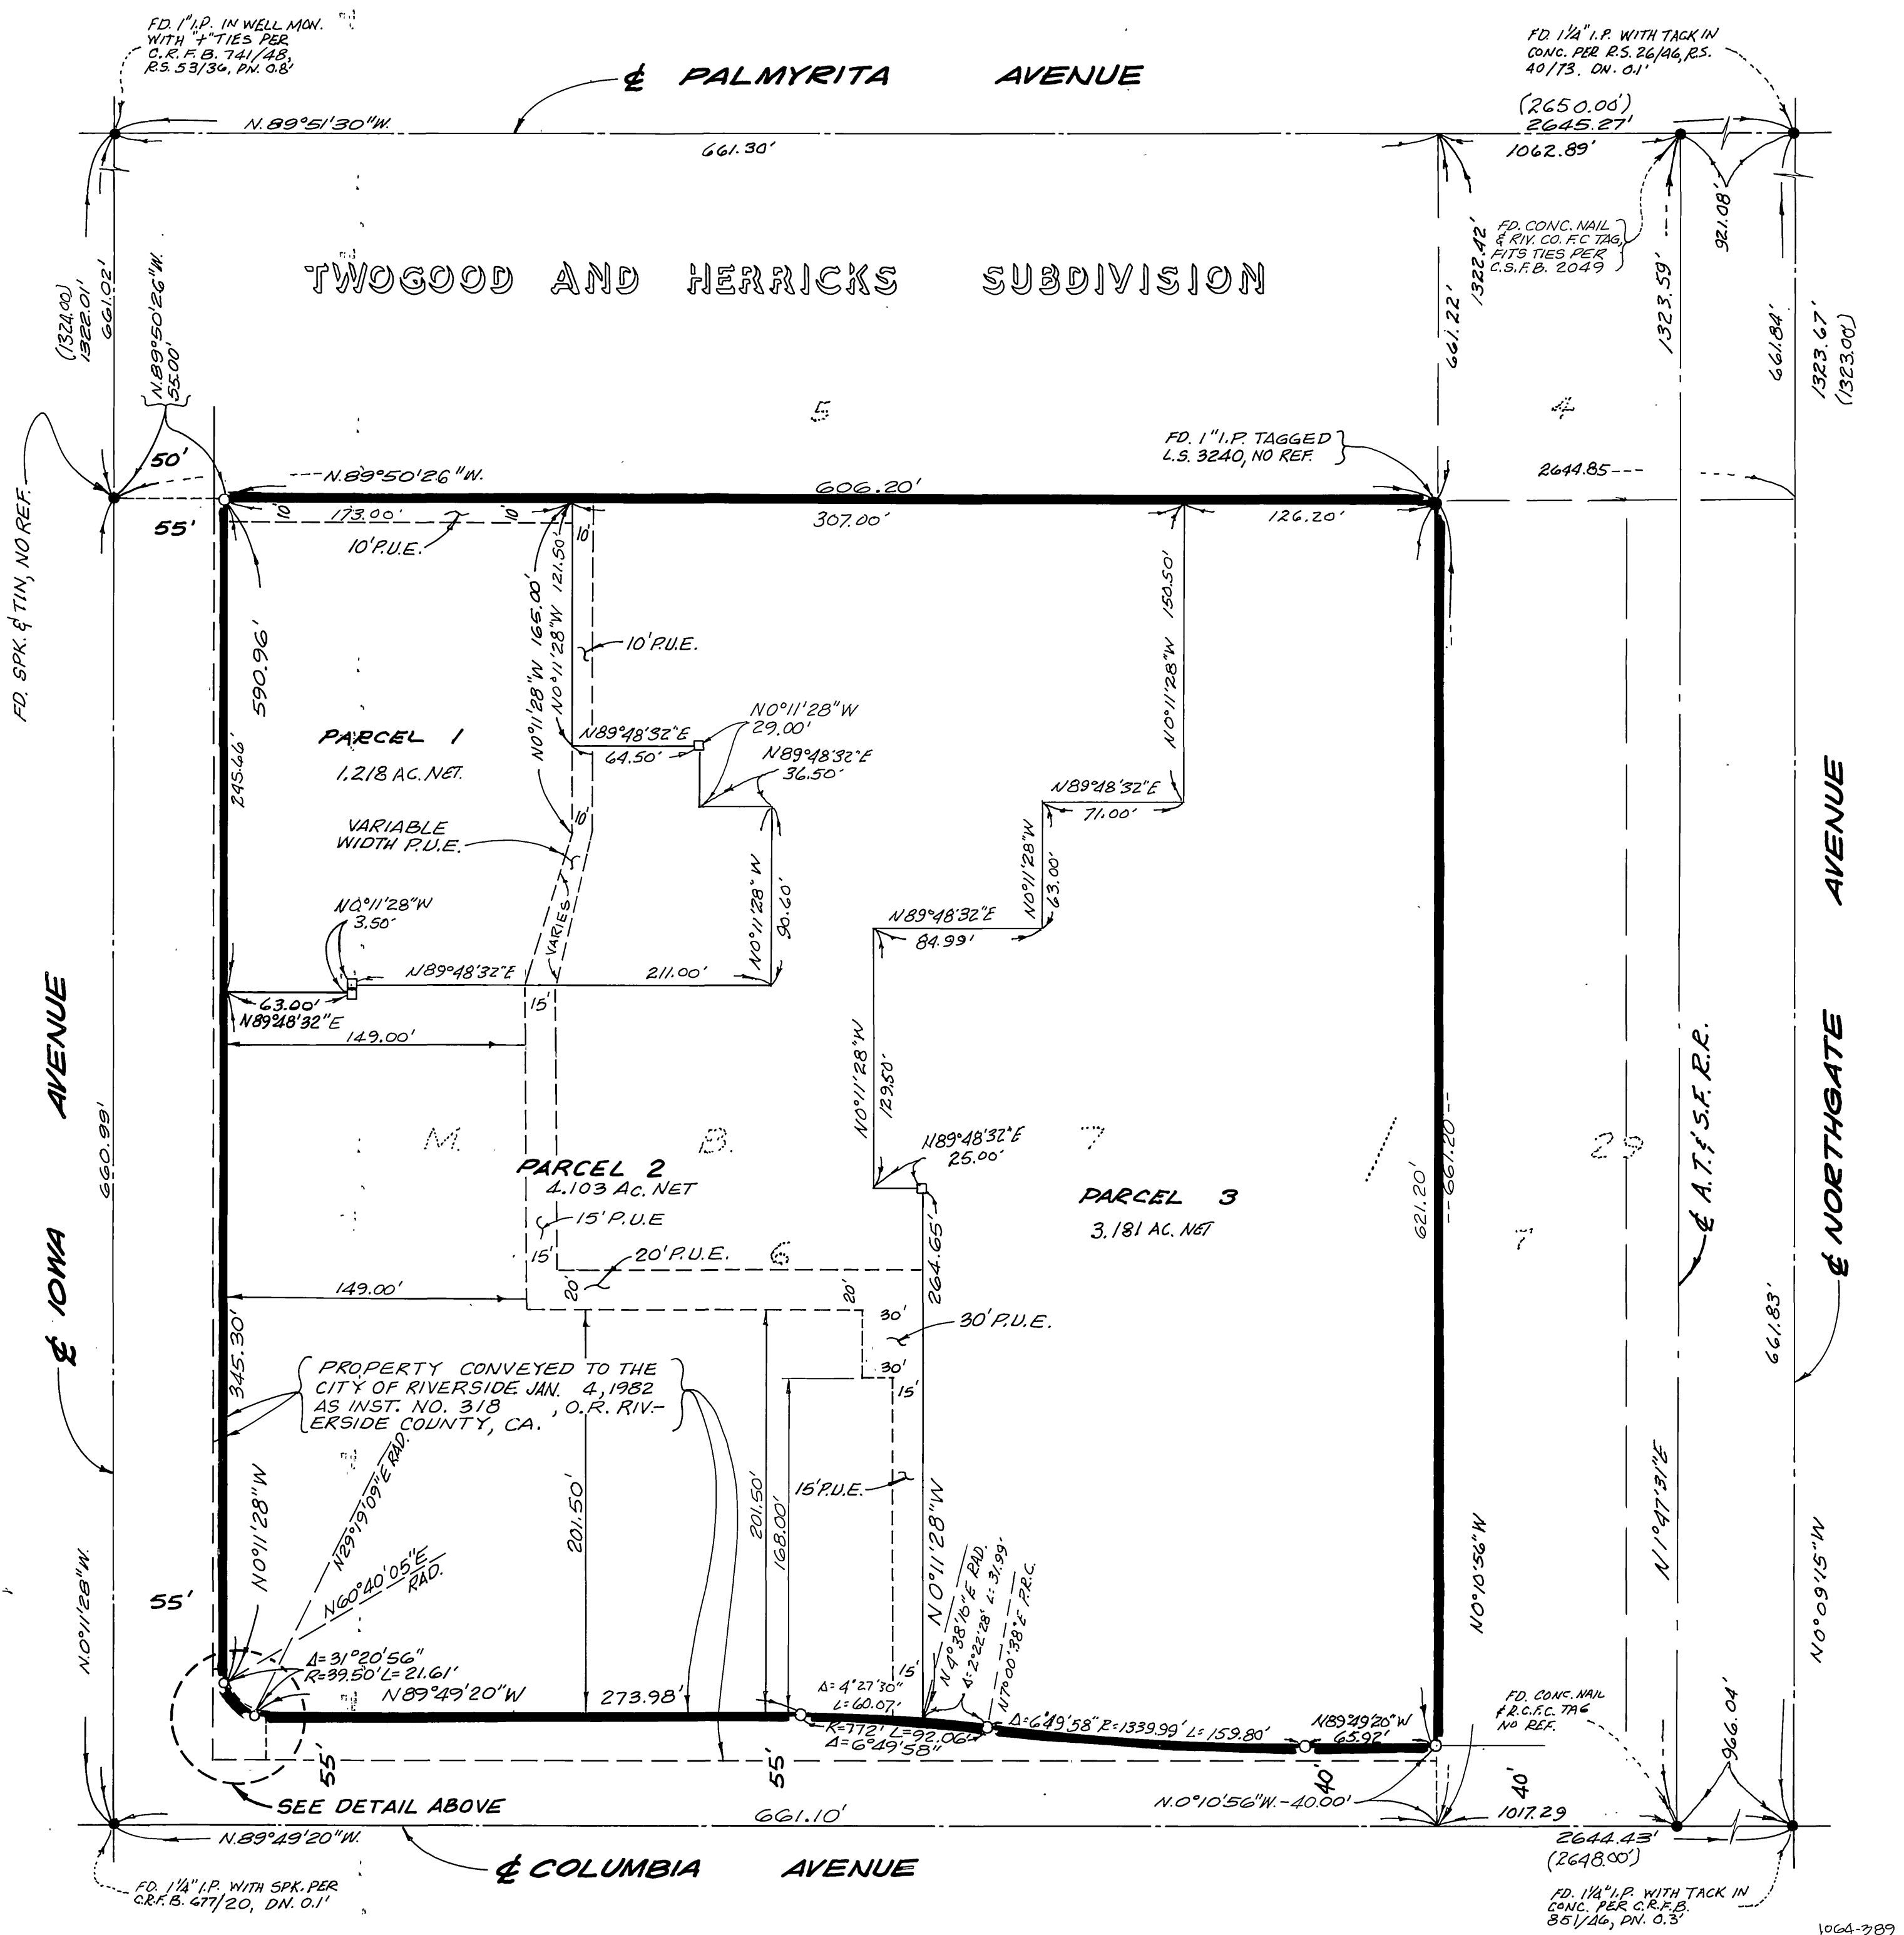 FD. 1" I.P. IN WELL MON.
WITH "+" TIES PER
C.R.F.B. 741/48,
R.S. 53/36, DN. 0.8'
℄ PALMYRITA AVENUE
FD. 1 1/4" I.P. WITH TACK IN
CONC. PER R.S. 26/46, R.S.
40/73. DN. 0.1'
N.89°51'30"W.
661.30'
(2650.00')
2645.27'
1062.89'
921.08'
FD. CONC. NAIL
& RIV. CO. F.C TAG,
FITS TIES PER
C.S.F.B. 2049
1323.59'
661.84'
1323.67'
(1323.00')
1322.42'
661.22'
(1324.00)
1322.01'
661.02'
N.89°50'26"W.
55.00'
TWOGOOD AND HERRICKS SUBDIVISION
5
4
FD. 1" I.P. TAGGED
L.S. 3240, NO REF.
FD. SPK. & TIN, NO REF.
50'
N.89°50'26"W.
606.20'
2644.85
55'
10'
173.00'
10'
10'
307.00'
126.20'
10' P.U.E.
590.96'
N0°11'28"W 165.00'
N0°11'28"W 121.50'
10' P.U.E.
N0°11'28"W 150.50'
245.66'
PARCEL 1
1.218 AC. NET.
N0°11'28"W
29.00'
N89°48'32"E
64.50'
N89°48'32"E
36.50'
N89°48'32"E
71.00'
VARIABLE
WIDTH P.U.E.
10'
N0°11'28"W
90.60'
N0°11'28"W
63.00'
N0°11'28"W
3.50'
VARIES
N89°48'32"E
84.99'
N89°48'32"E
211.00'
63.00'
N89°48'32"E
15'
149.00'
N0°11'28"W
129.50'
℄ IOWA AVENUE
660.99'
M. B. 7 / 29
N89°48'32"E
25.00'
PARCEL 2
4.103 AC. NET
PARCEL 3
3.181 AC. NET
621.20'
661.20
15' P.U.E
15'
20' P.U.E.
6
7
264.65'
149.00'
20'
20'
30'
30' P.U.E.
30'
15'
345.30'
PROPERTY CONVEYED TO THE
CITY OF RIVERSIDE JAN. 4, 1982
AS INST. NO. 318 , O.R. RIV-
ERSIDE COUNTY, CA.
℄ A.T. & S.F. R.R.
℄ NORTHGATE AVENUE
661.83'
N0°11'28"W
N29°19'09"E RAD.
N60°40'05"E
RAD.
201.50'
201.50'
168.00'
15' P.U.E.
N0°11'28"W
N4°38'16"E RAD.
Δ=2°22'28" L=31.99'
N7°00'38"E P.R.C.
N0°10'56"W
N1°47'31"E
N0°09'15"W
N.0°11'28"W.
55'
Δ=31°20'56"
R=39.50' L=21.61'
N89°49'20"W
273.98'
Δ=4°27'30"
L=60.07'
15'
R=772' L=92.06'
Δ=6°49'58"
Δ=6°49'58" R=1339.99' L=159.80'
N89°49'20"W
65.92'
FD. CONC. NAIL
& R.C.F.C. TAG
NO REF.
966.04'
55'
55'
40'
40'
SEE DETAIL ABOVE
661.10'
N.0°10'56"W.-40.00'
1017.29
N.89°49'20"W.
2644.43'
(2648.00')
℄ COLUMBIA AVENUE
FD. 1 1/4" I.P. WITH SPK. PER
C.R.F.B. 677/20, DN. 0.1'
FD. 1 1/4" I.P. WITH TACK IN
CONC. PER C.R.F.B.
851/46, DN. 0.3'
1064-389